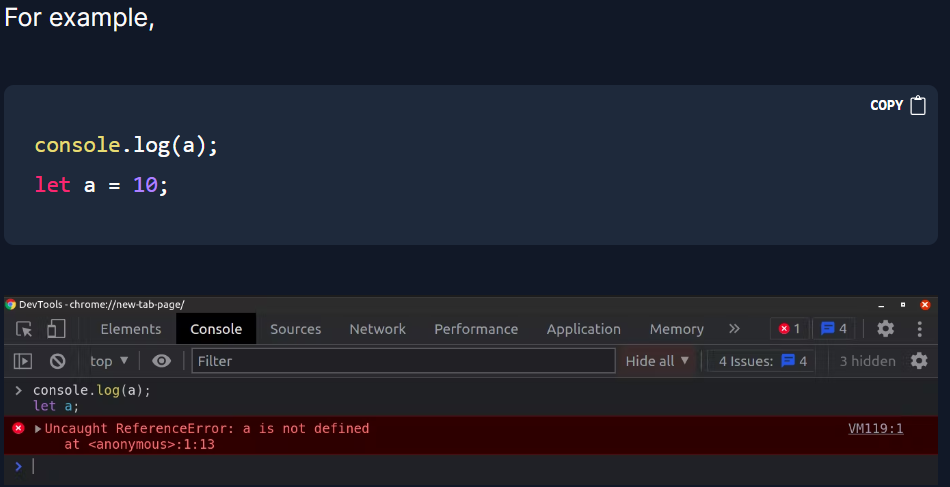 For example,
COPY
console.log(a);
let a = 10;
DevTools - chrome://new-tab-page/
Elements Console Sources Network Performance Application Memory » 1 4
top ▼ Filter Hide all ▼ 4 Issues: 4 3 hidden
> console.log(a);
let a;
▶Uncaught ReferenceError: a is not defined VM119:1
at <anonymous>:1:13
>